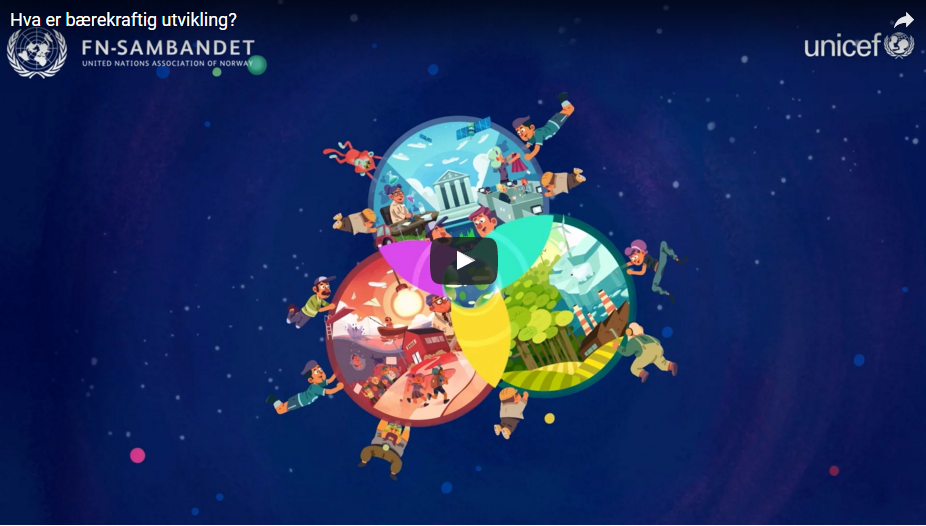 Hva er bærekraftig utvikling?
FN-SAMBANDET
UNITED NATIONS ASSOCIATION OF NORWAY
unicef